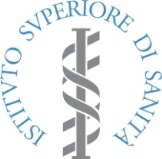 ISTITVTO SVPERIORE DI SANITÀ